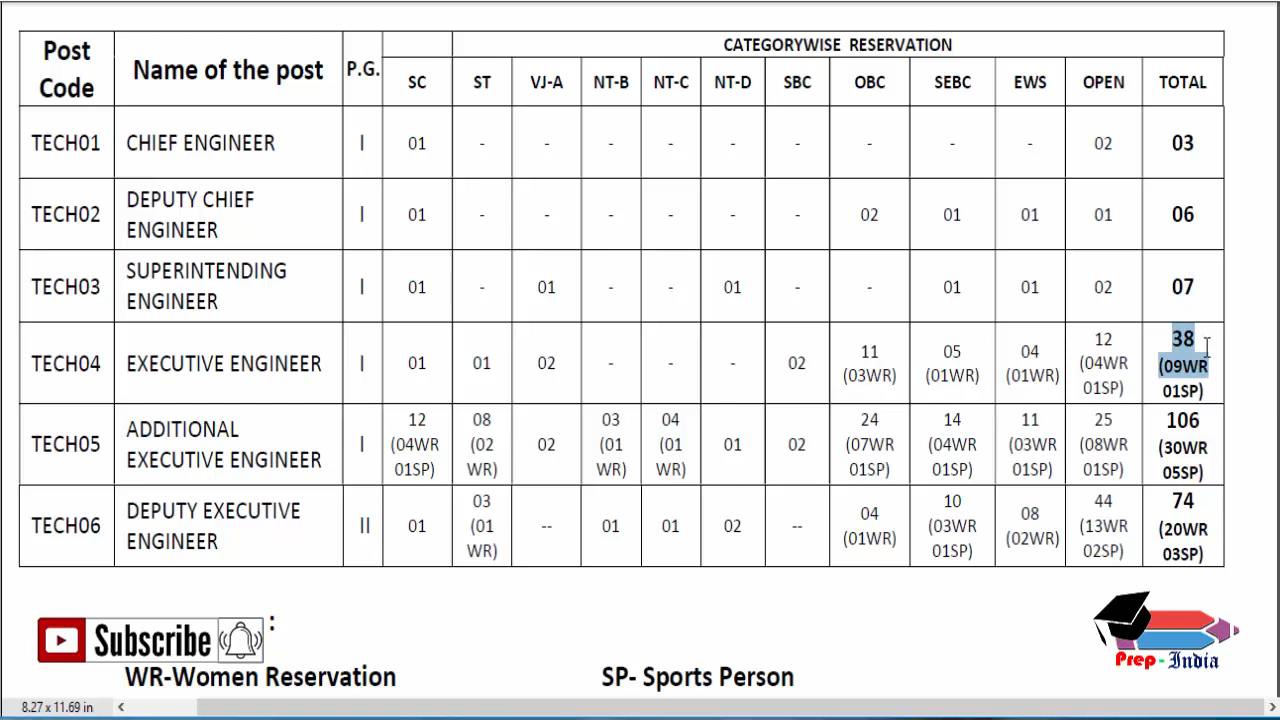 Post Code
Name of the post
P.G.
CATEGORYWISE RESERVATION
SC ST VJ-A NT-B NT-C NT-D SBC OBC SEBC EWS OPEN TOTAL
TECH01 CHIEF ENGINEER I 01 - - - - - - - - - 02 03
TECH02 DEPUTY CHIEF ENGINEER I 01 - - - - - - 02 01 01 01 06
TECH03 SUPERINTENDING ENGINEER I 01 - 01 - - 01 - - 01 01 02 07
TECH04 EXECUTIVE ENGINEER I 01 01 02 - - - 02 11 (03WR) 05 (01WR) 04 (01WR) 12 (04WR 01SP) 38 (09WR 01SP)
TECH05 ADDITIONAL EXECUTIVE ENGINEER I 12 (04WR 01SP) 08 (02 WR) 02 03 (01 WR) 04 (01 WR) 01 02 24 (07WR 01SP) 14 (04WR 01SP) 11 (03WR 01SP) 25 (08WR 01SP) 106 (30WR 05SP)
TECH06 DEPUTY EXECUTIVE ENGINEER II 01 03 (01 WR) -- 01 01 02 -- 04 (01WR) 10 (03WR 01SP) 08 (02WR) 44 (13WR 02SP) 74 (20WR 03SP)
Subscribe :
Prep - India
WR-Women Reservation SP- Sports Person
8.27 x 11.69 in